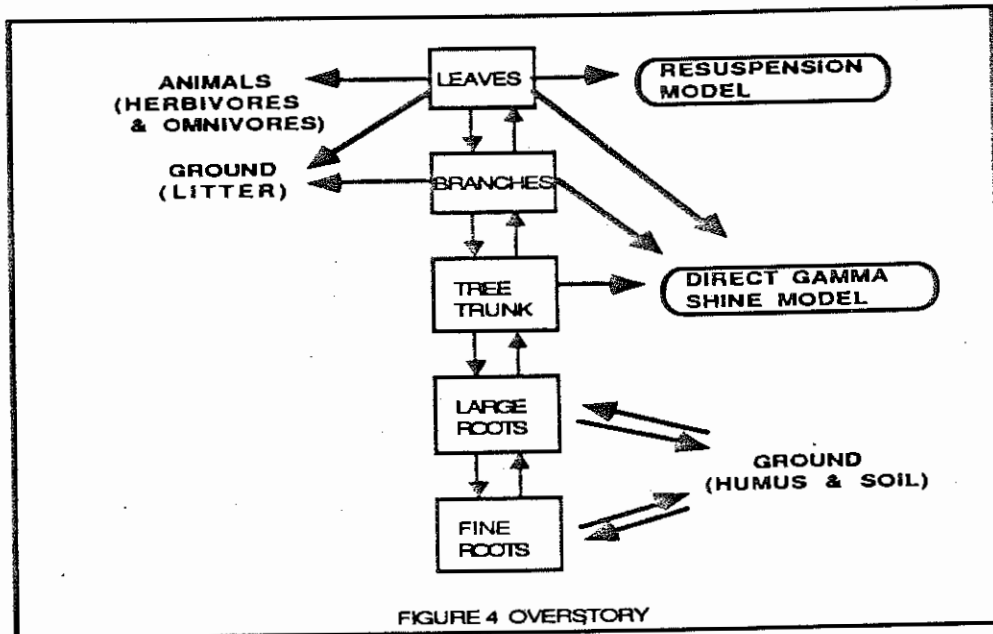 LEAVES
ANIMALS
(HERBIVORES
& OMNIVORES)
RESUSPENSION
MODEL
GROUND
(LITTER)
BRANCHES
TREE
TRUNK
DIRECT GAMMA
SHINE MODEL
LARGE
ROOTS
GROUND
(HUMUS & SOIL)
FINE
ROOTS
FIGURE 4 OVERSTORY